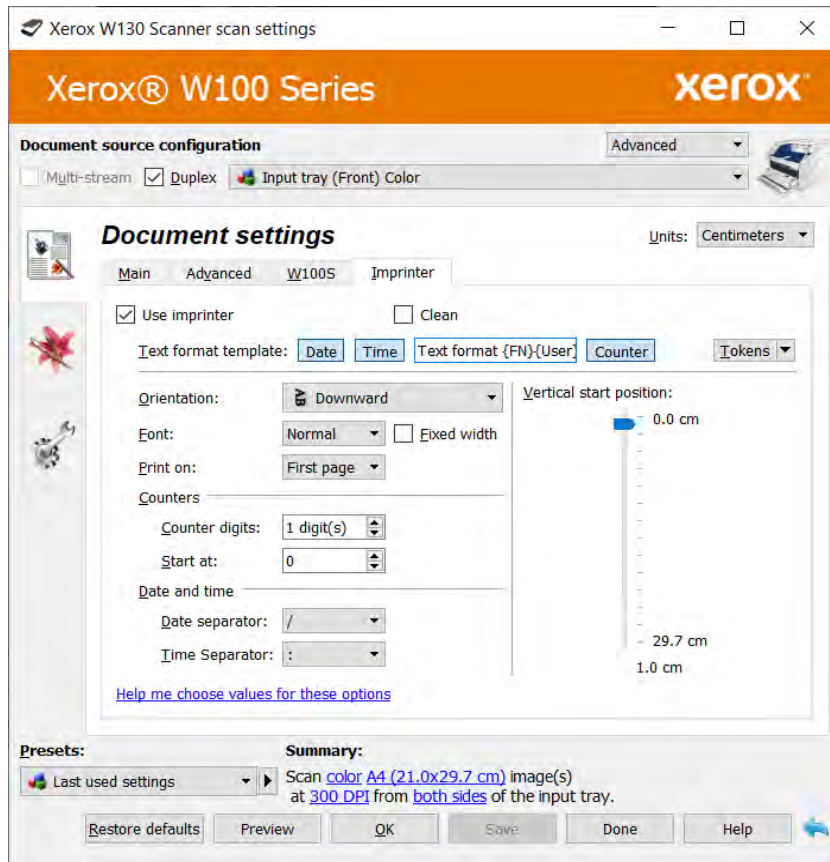 Xerox W130 Scanner scan settings
Xerox® W100 Series xerox
Document source configuration Advanced
Multi-stream Duplex Input tray (Front) Color
Document settings Units: Centimeters
Main Advanced W100S Imprinter
Use imprinter Clean
Text format template: Date Time Text format {FN}{User} Counter Tokens
Orientation: AB Downward Vertical start position:
0.0 cm
Font: Normal Fixed width
Print on: First page
Counters
Counter digits: 1 digit(s)
Start at: 0
Date and time
Date separator: /
29.7 cm
Time Separator: :
1.0 cm
Help me choose values for these options
Presets: Summary:
Last used settings Scan color A4 (21.0x29.7 cm) image(s)
at 300 DPI from both sides of the input tray.
Restore defaults Preview OK Save Done Help